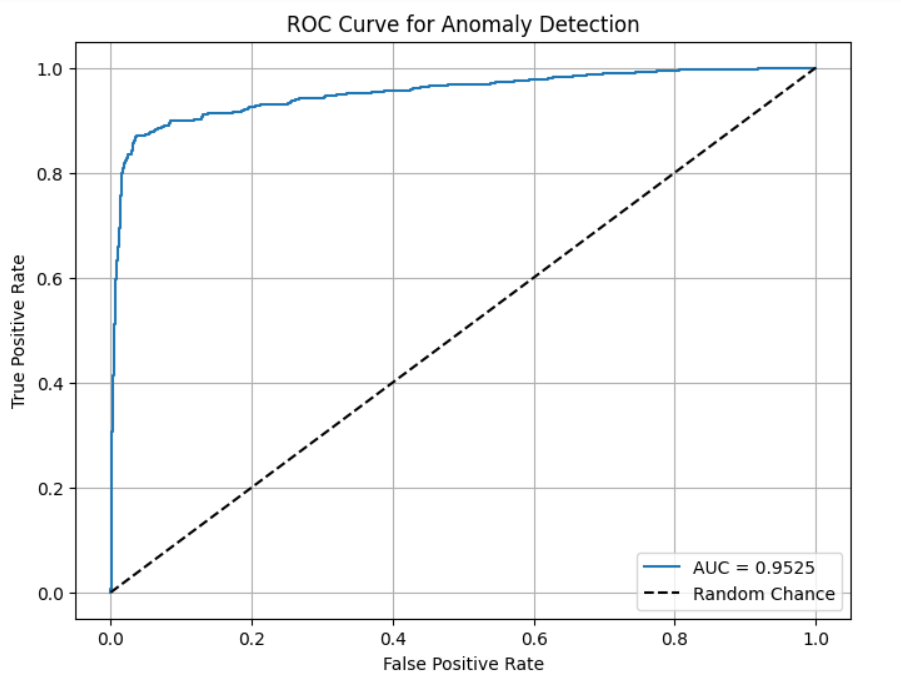 ROC Curve for Anomaly Detection
1.0
0.8
0.6
0.4
0.2
0.0
True Positive Rate
AUC = 0.9525
Random Chance
0.0 0.2 0.4 0.6 0.8 1.0
False Positive Rate